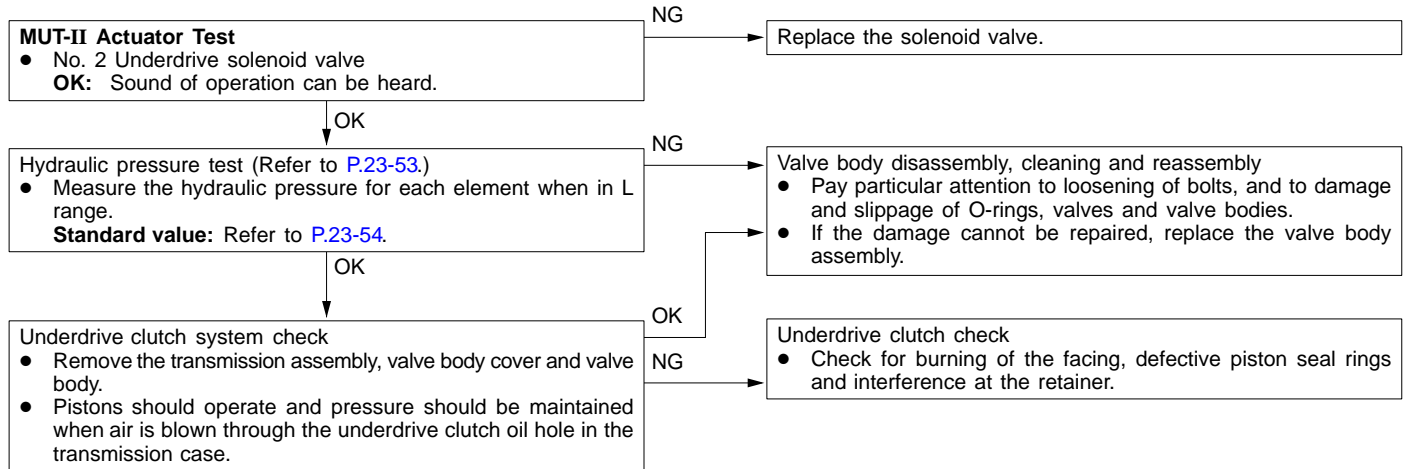 MUT-II Actuator Test
● No. 2 Underdrive solenoid valve
OK: Sound of operation can be heard.
NG
Replace the solenoid valve.
OK
Hydraulic pressure test (Refer to P.23-53.)
● Measure the hydraulic pressure for each element when in L
range.
Standard value: Refer to P.23-54.
NG
Valve body disassembly, cleaning and reassembly
● Pay particular attention to loosening of bolts, and to damage
and slippage of O-rings, valves and valve bodies.
● If the damage cannot be repaired, replace the valve body
assembly.
OK
Underdrive clutch system check
● Remove the transmission assembly, valve body cover and valve
body.
● Pistons should operate and pressure should be maintained
when air is blown through the underdrive clutch oil hole in the
transmission case.
OK
NG
Underdrive clutch check
● Check for burning of the facing, defective piston seal rings
and interference at the retainer.